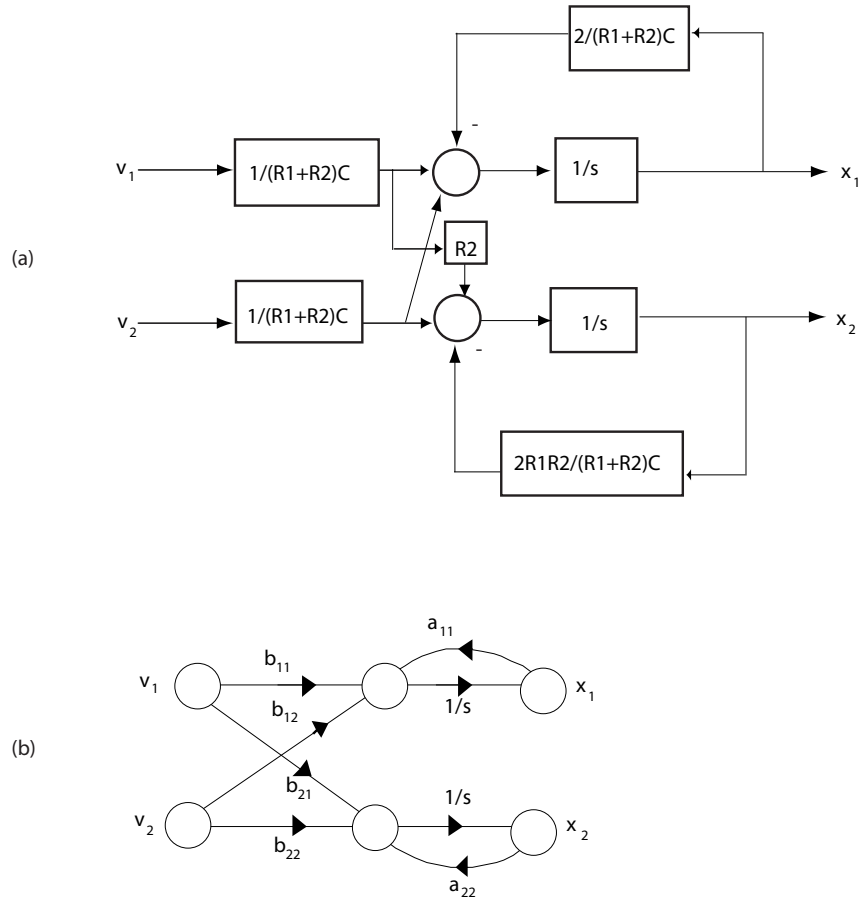 2/(R1+R2)C
-
v1
1/(R1+R2)C
1/s
x1
(a)
R2
v2
1/(R1+R2)C
1/s
x2
-
2R1R2/(R1+R2)C
a11
v1
b11
1/s
x1
b12
(b)
b21
1/s
v2
b22
x2
a22